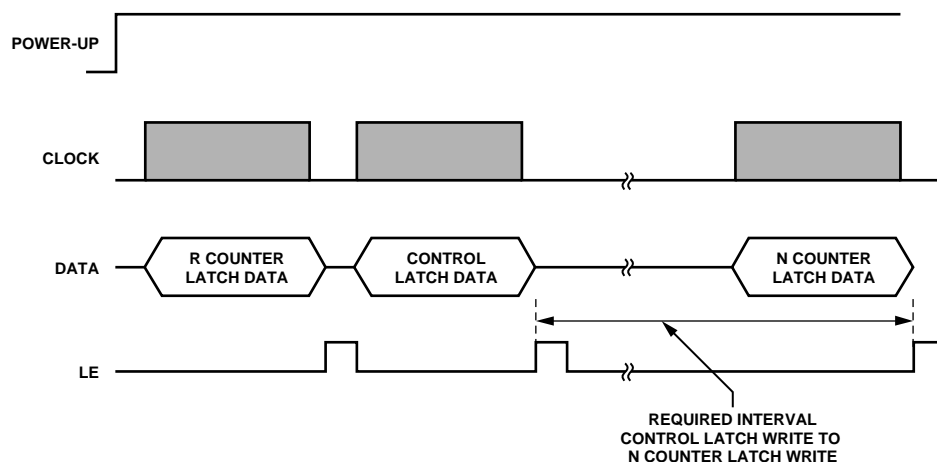 POWER-UP
CLOCK
DATA
R COUNTER
LATCH DATA
CONTROL
LATCH DATA
N COUNTER
LATCH DATA
LE
REQUIRED INTERVAL
CONTROL LATCH WRITE TO
N COUNTER LATCH WRITE